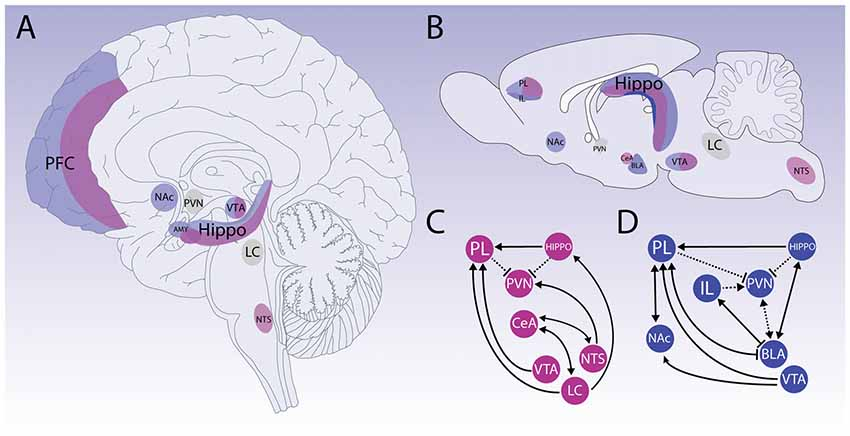 A
PFC
NAc
PVN
VTA
AMY
Hippo
LC
NTS
B
PL
IL
Hippo
NAc
PVN
CeA
BLA
VTA
LC
NTS
C
PL
HIPPO
PVN
CeA
NTS
VTA
LC
D
PL
HIPPO
IL
PVN
NAc
BLA
VTA